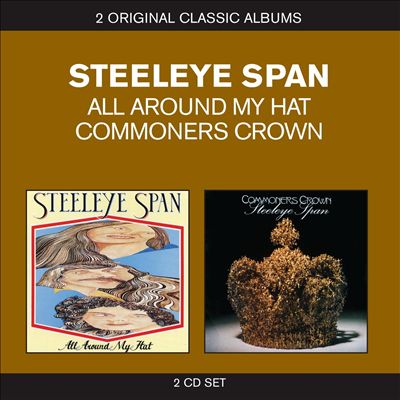 2 ORIGINAL CLASSIC ALBUMS
STEELEYE SPAN
ALL AROUND MY HAT
COMMONERS CROWN
STEELEYE SPAN
All Around My Hat
COMMONERS CROWN
Steeleye Span
2 CD SET